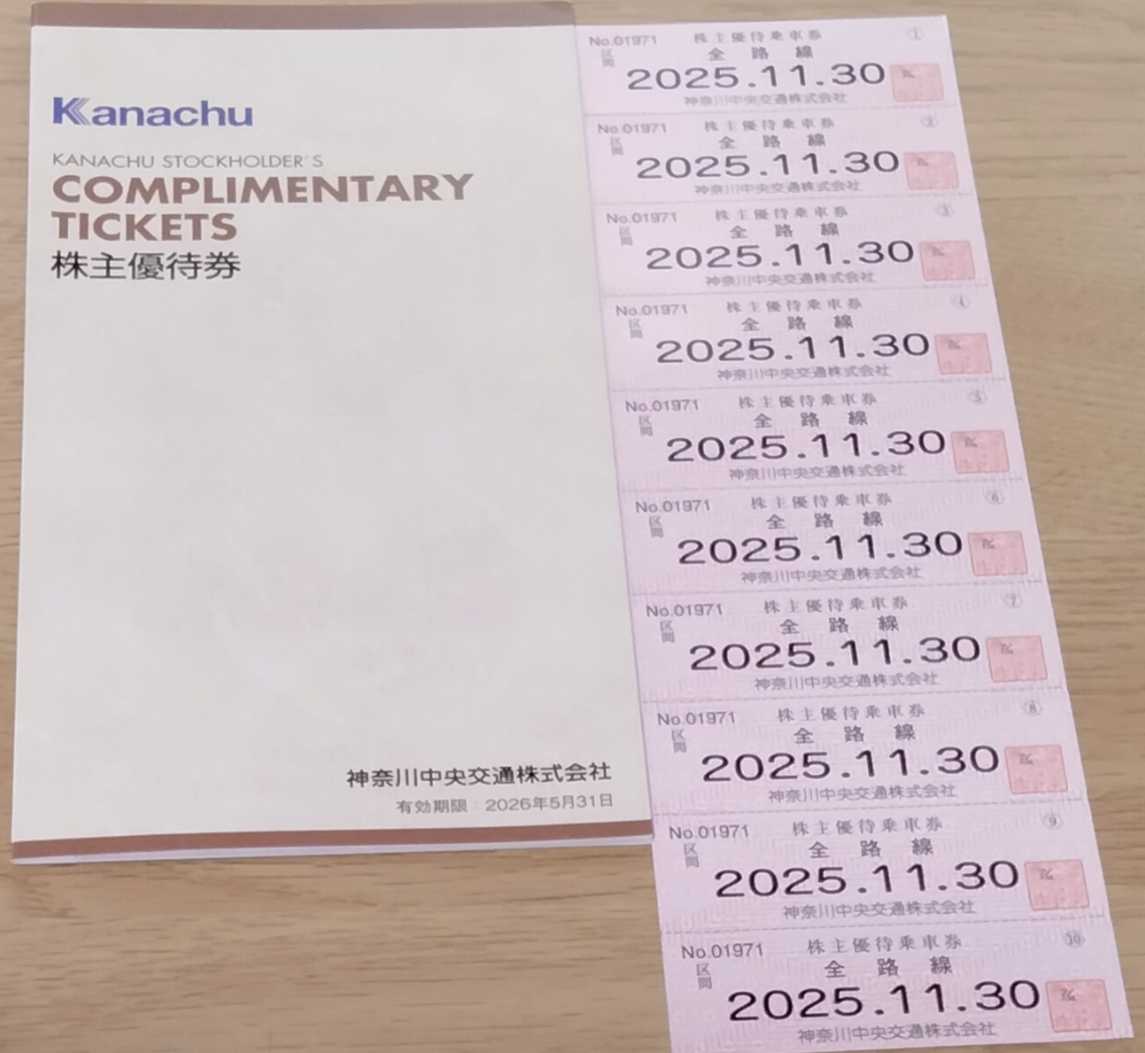 Kanachu
KANACHU STOCKHOLDER'S
COMPLIMENTARY
TICKETS
株主優待券
神奈川中央交通株式会社
有効期限 2026年5月31日
No.01971 株主優待乗車券 ①
区間 全路線
2025.11.30
神奈川中央交通株式会社
No.01971 株主優待乗車券 ②
区間 全路線
2025.11.30
神奈川中央交通株式会社
No.01971 株主優待乗車券 ③
区間 全路線
2025.11.30
神奈川中央交通株式会社
No.01971 株主優待乗車券 ④
区間 全路線
2025.11.30
神奈川中央交通株式会社
No.01971 株主優待乗車券 ⑤
区間 全路線
2025.11.30
神奈川中央交通株式会社
No.01971 株主優待乗車券 ⑥
区間 全路線
2025.11.30
神奈川中央交通株式会社
No.01971 株主優待乗車券 ⑦
区間 全路線
2025.11.30
神奈川中央交通株式会社
No.01971 株主優待乗車券 ⑧
区間 全路線
2025.11.30
神奈川中央交通株式会社
No.01971 株主優待乗車券 ⑨
区間 全路線
2025.11.30
神奈川中央交通株式会社
No.01971 株主優待乗車券 ⑩
区間 全路線
2025.11.30
神奈川中央交通株式会社